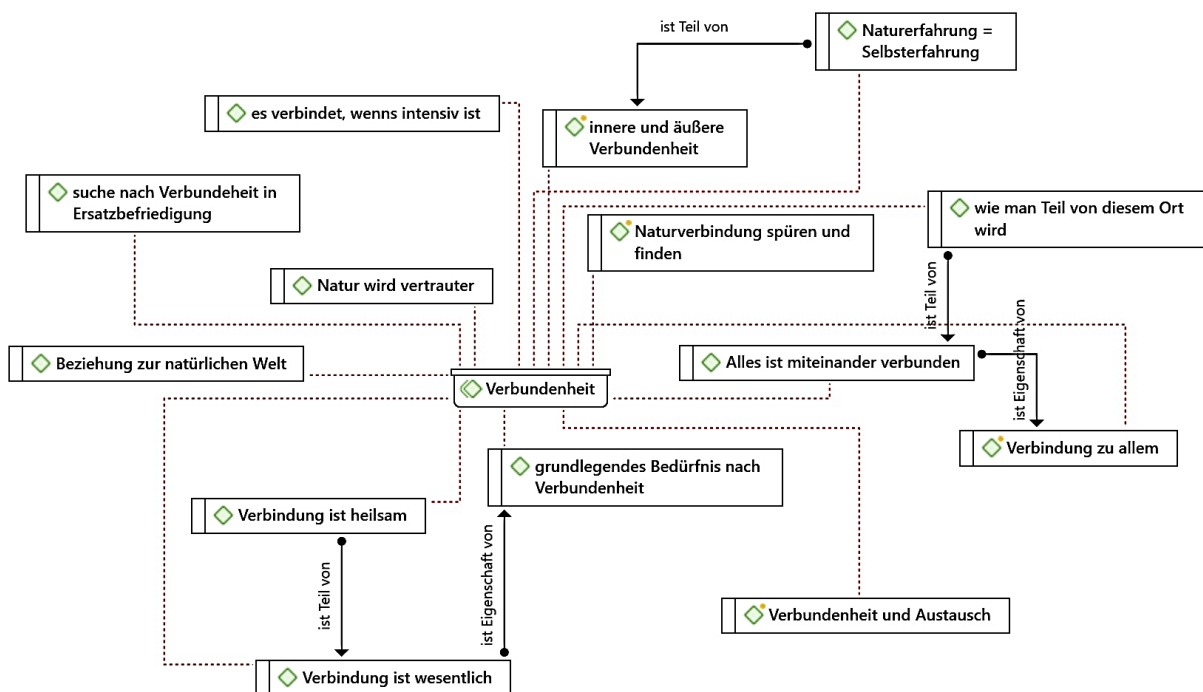 ist Teil von
Naturerfahrung =
Selbsterfahrung
es verbindet, wenns intensiv ist
innere und äußere
Verbundenheit
suche nach Verbundeheit in
Ersatzbefriedigung
wie man Teil von diesem Ort
wird
Naturverbindung spüren und
finden
Natur wird vertrauter
ist Teil von
ist Eigenschaft von
Beziehung zur natürlichen Welt
Alles ist miteinander verbunden
Verbundenheit
Verbindung zu allem
grundlegendes Bedürfnis nach
Verbundenheit
Verbindung ist heilsam
ist Teil von
ist Eigenschaft von
Verbundenheit und Austausch
Verbindung ist wesentlich